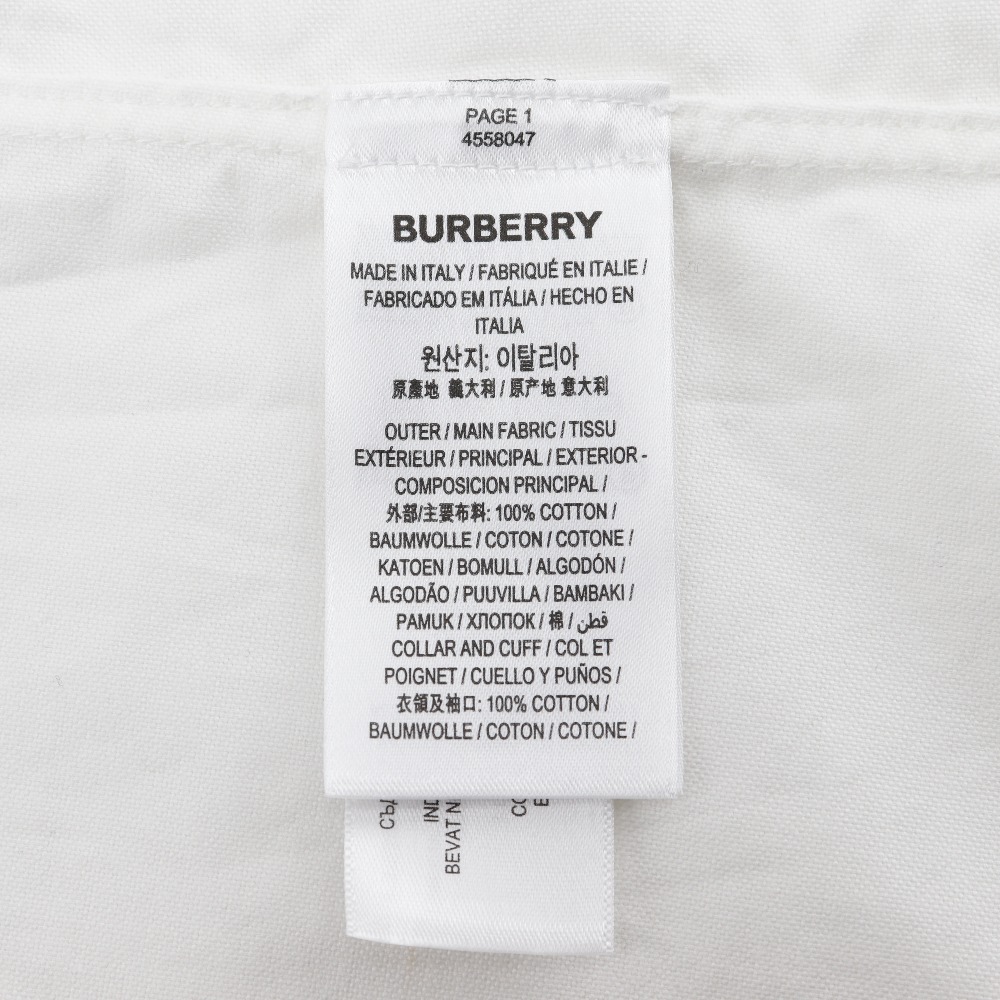 PAGE 1
4558047
BURBERRY
MADE IN ITALY / FABRIQUÉ EN ITALIE /
FABRICADO EM ITÁLIA / HECHO EN
ITALIA
원산지: 이탈리아
原產地 義大利 / 原产地 意大利
OUTER / MAIN FABRIC / TISSU
EXTÉRIEUR / PRINCIPAL / EXTERIOR -
COMPOSICION PRINCIPAL /
外部/主要布料: 100% COTTON /
BAUMWOLLE / COTON / COTONE /
KATOEN / BOMULL / ALGODÓN /
ALGODÃO / PUUVILLA / BAMBAKI /
PAMUK / ХЛОПОК / 棉 / قطن
COLLAR AND CUFF / COL ET
POIGNET / CUELLO Y PUÑOS /
衣領及袖口: 100% COTTON /
BAUMWOLLE / COTON / COTONE /
BEVAT